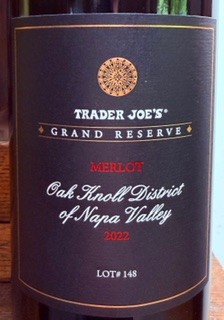 TRADER JOE'S®
GRAND RESERVE
MERLOT
Oak Knoll District
of Napa Valley
2022
LOT# 148